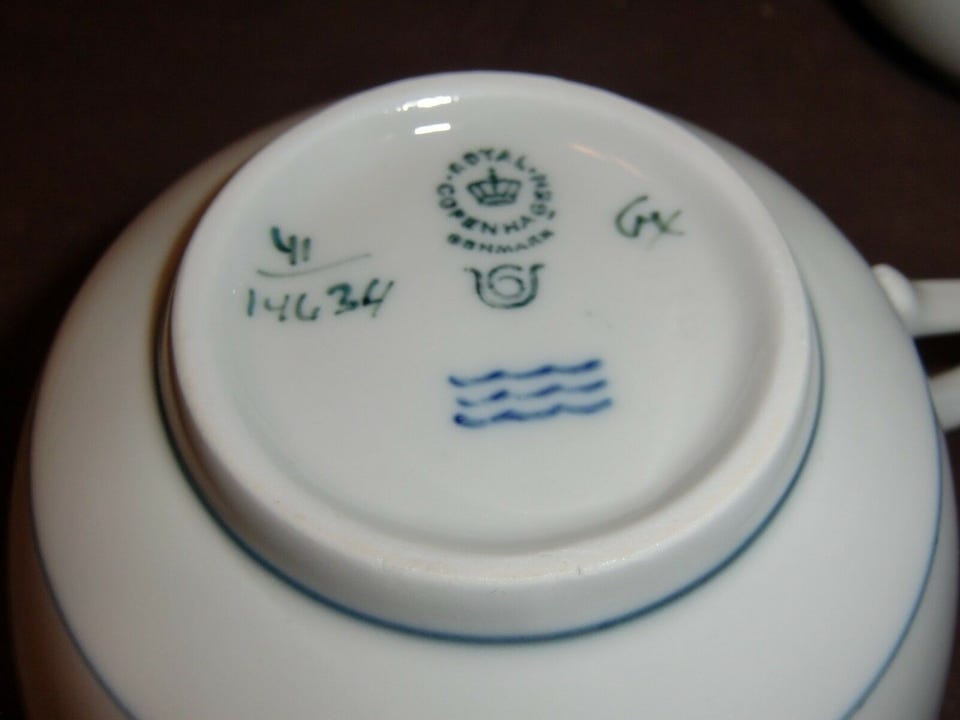 ROYAL COPENHAGEN
DENMARK
41
14634
Gx